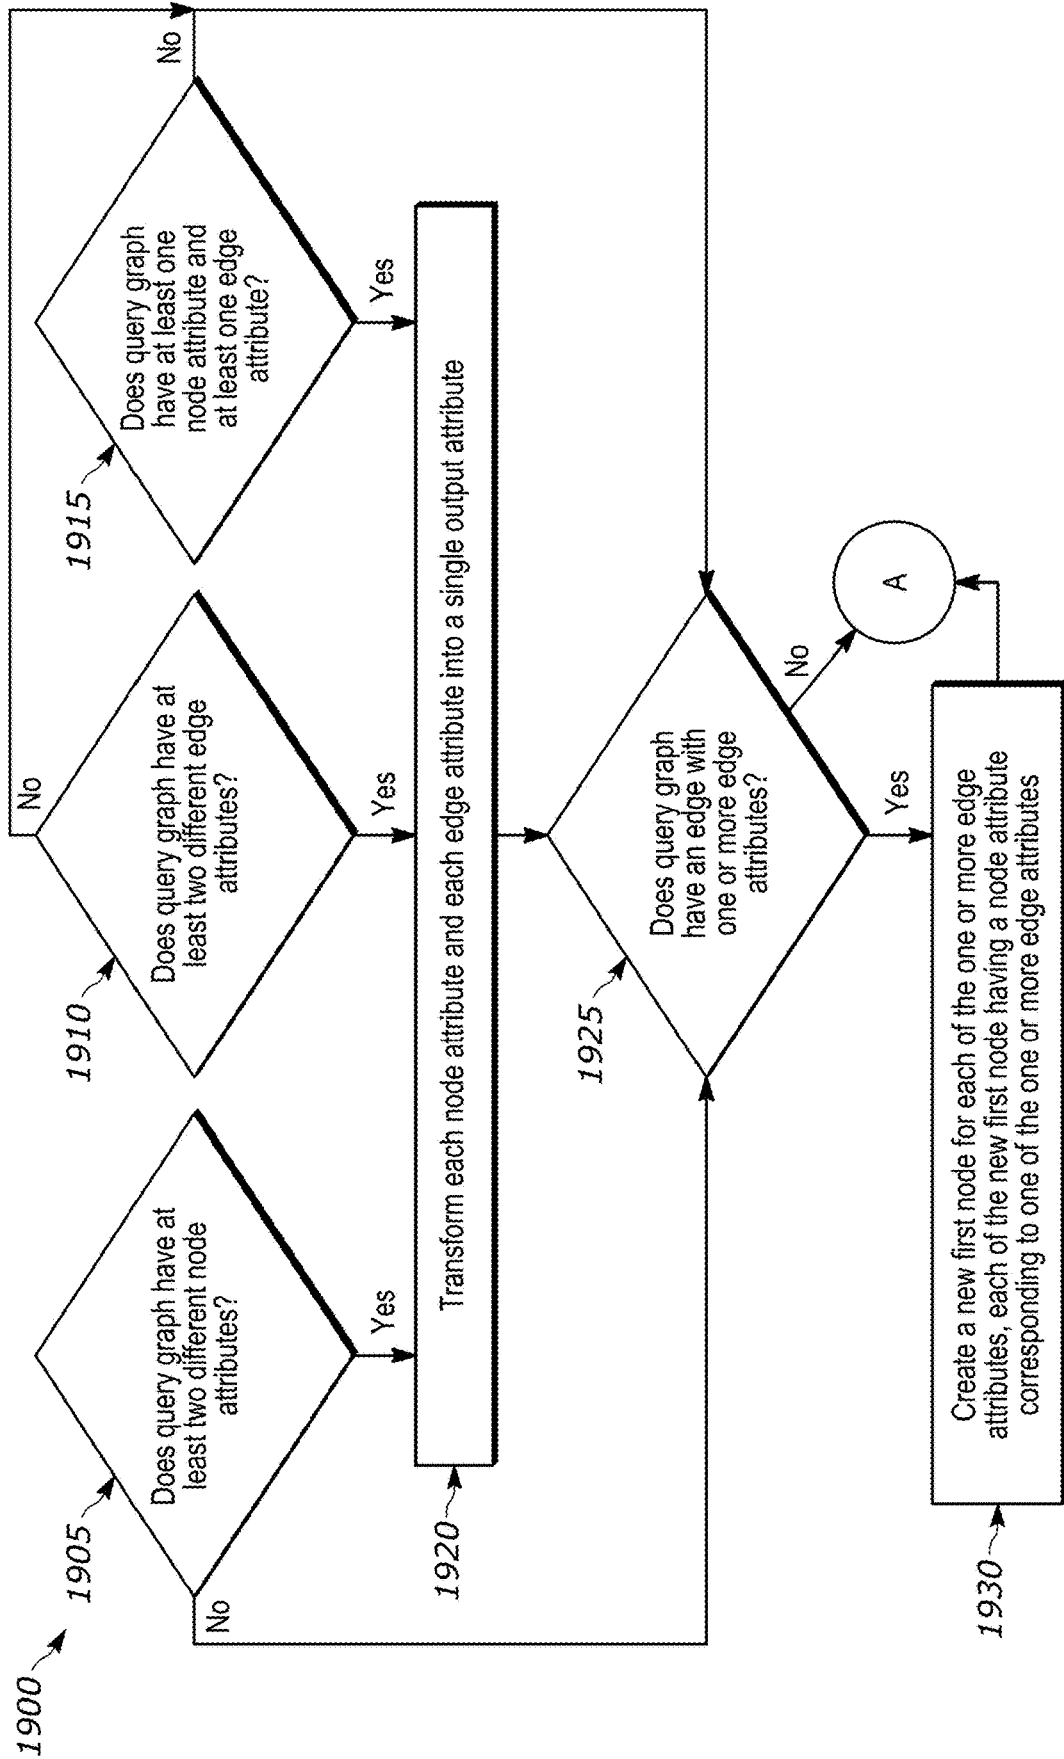 1900
1905
Does query graph have at
least two different node
attributes?
No
Yes
1910
Does query graph have at
least two different edge
attributes?
No
Yes
1915
Does query graph
have at least one
node attribute and
at least one edge
attribute?
No
Yes
1920
Transform each node attribute and each edge attribute into a single output attribute
1925
Does query graph
have an edge with
one or more edge
attributes?
No
Yes
A
1930
Create a new first node for each of the one or more edge
attributes, each of the new first node having a node attribute
corresponding to one of the one or more edge attributes